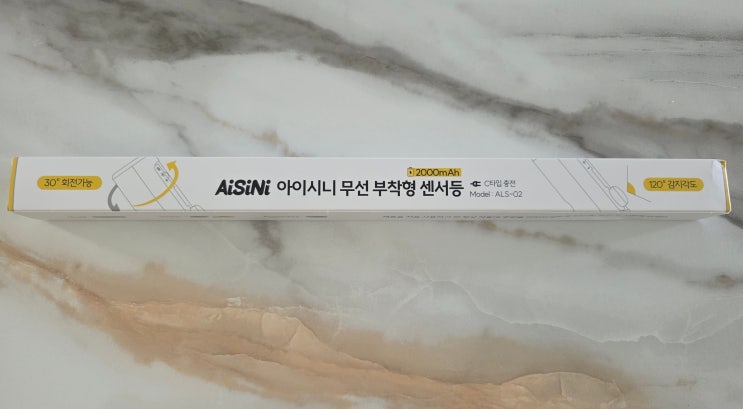 30° 회전가능
AiSiNi 아이시니 무선 부착형 센서등
2000mAh
C타입 충전
Model : ALS-02
120° 감지각도